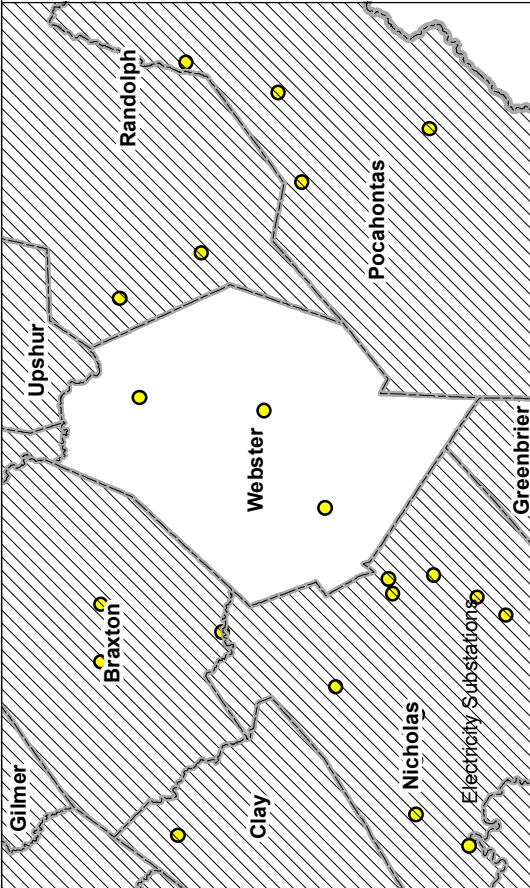 Gilmer
Upshur
Braxton
Randolph
Clay
Webster
Pocahontas
Nicholas
Electricity Substations
Greenbrier